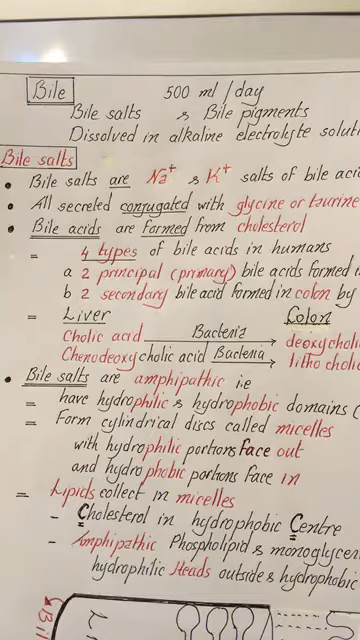 Bile 500 ml/day
Bile salts & Bile pigments
Dissolved in alkaline electrolyte solut
Bile salts
• Bile salts are Na+ & K+ salts of bile aci
• All secreted conjugated with glycine or taurine
• Bile acids are formed from cholesterol
= 4 types of bile acids in humans
a 2 principal (primary) bile acids formed i
b 2 secondary bile acid formed in colon by
= Liver Colon
Cholic acid Bacteria → deoxycholi
Chenodeoxycholic acid Bacteria → litho cholic
• Bile salts are amphipathic i.e
= have hydrophilic & hydrophobic domains (
= Form cylindrical discs called micelles
with hydrophilic portions Face out
and hydrophobic portions face in
= Lipids collect in micelles
- Cholesterol in hydrophobic Centre
- Amphipathic Phospholipid & monoglycer
hydrophilic Heads outside & hydrophobic
Bil